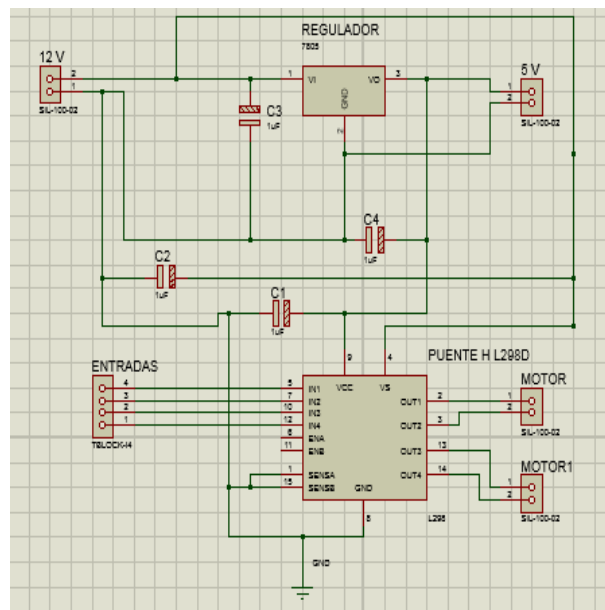 REGULADOR
7805
12 V
2
1
SIL-100-02
1
VI
VO
3
GND
2
5 V
1
2
SIL-100-02
C3
1uF
C4
1uF
C2
1uF
C1
1uF
PUENTE H L298D
9
4
VCC
VS
ENTRADAS
4
3
2
1
TBLOCK-I4
5
IN1
7
IN2
10
IN3
12
IN4
6
ENA
11
ENB
1
SENSA
15
SENSB
OUT1
2
OUT2
3
OUT3
13
OUT4
14
GND
8
L298
MOTOR
1
2
SIL-100-02
MOTOR1
1
2
SIL-100-02
GND